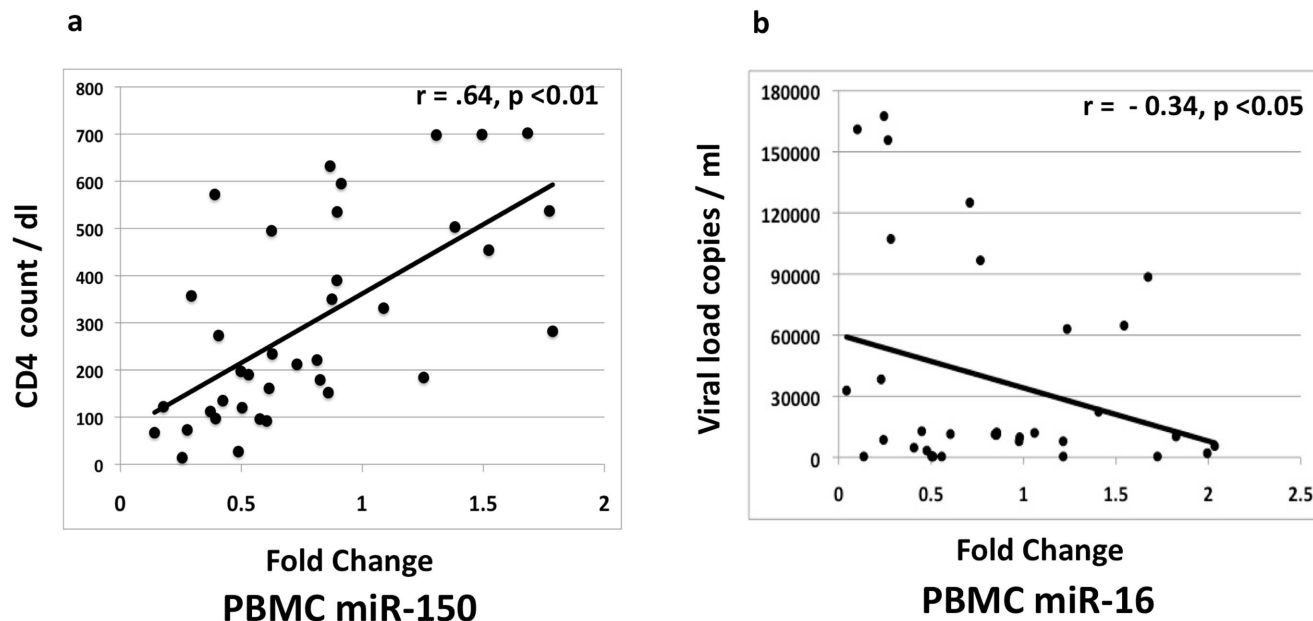 a
r = .64, p <0.01
CD4 count / dl
800
700
600
500
400
300
200
100
0
0 0.5 1 1.5 2
Fold Change
PBMC miR-150
b
r = - 0.34, p <0.05
Viral load copies / ml
180000
150000
120000
90000
60000
30000
0
0 0.5 1 1.5 2 2.5
Fold Change
PBMC miR-16